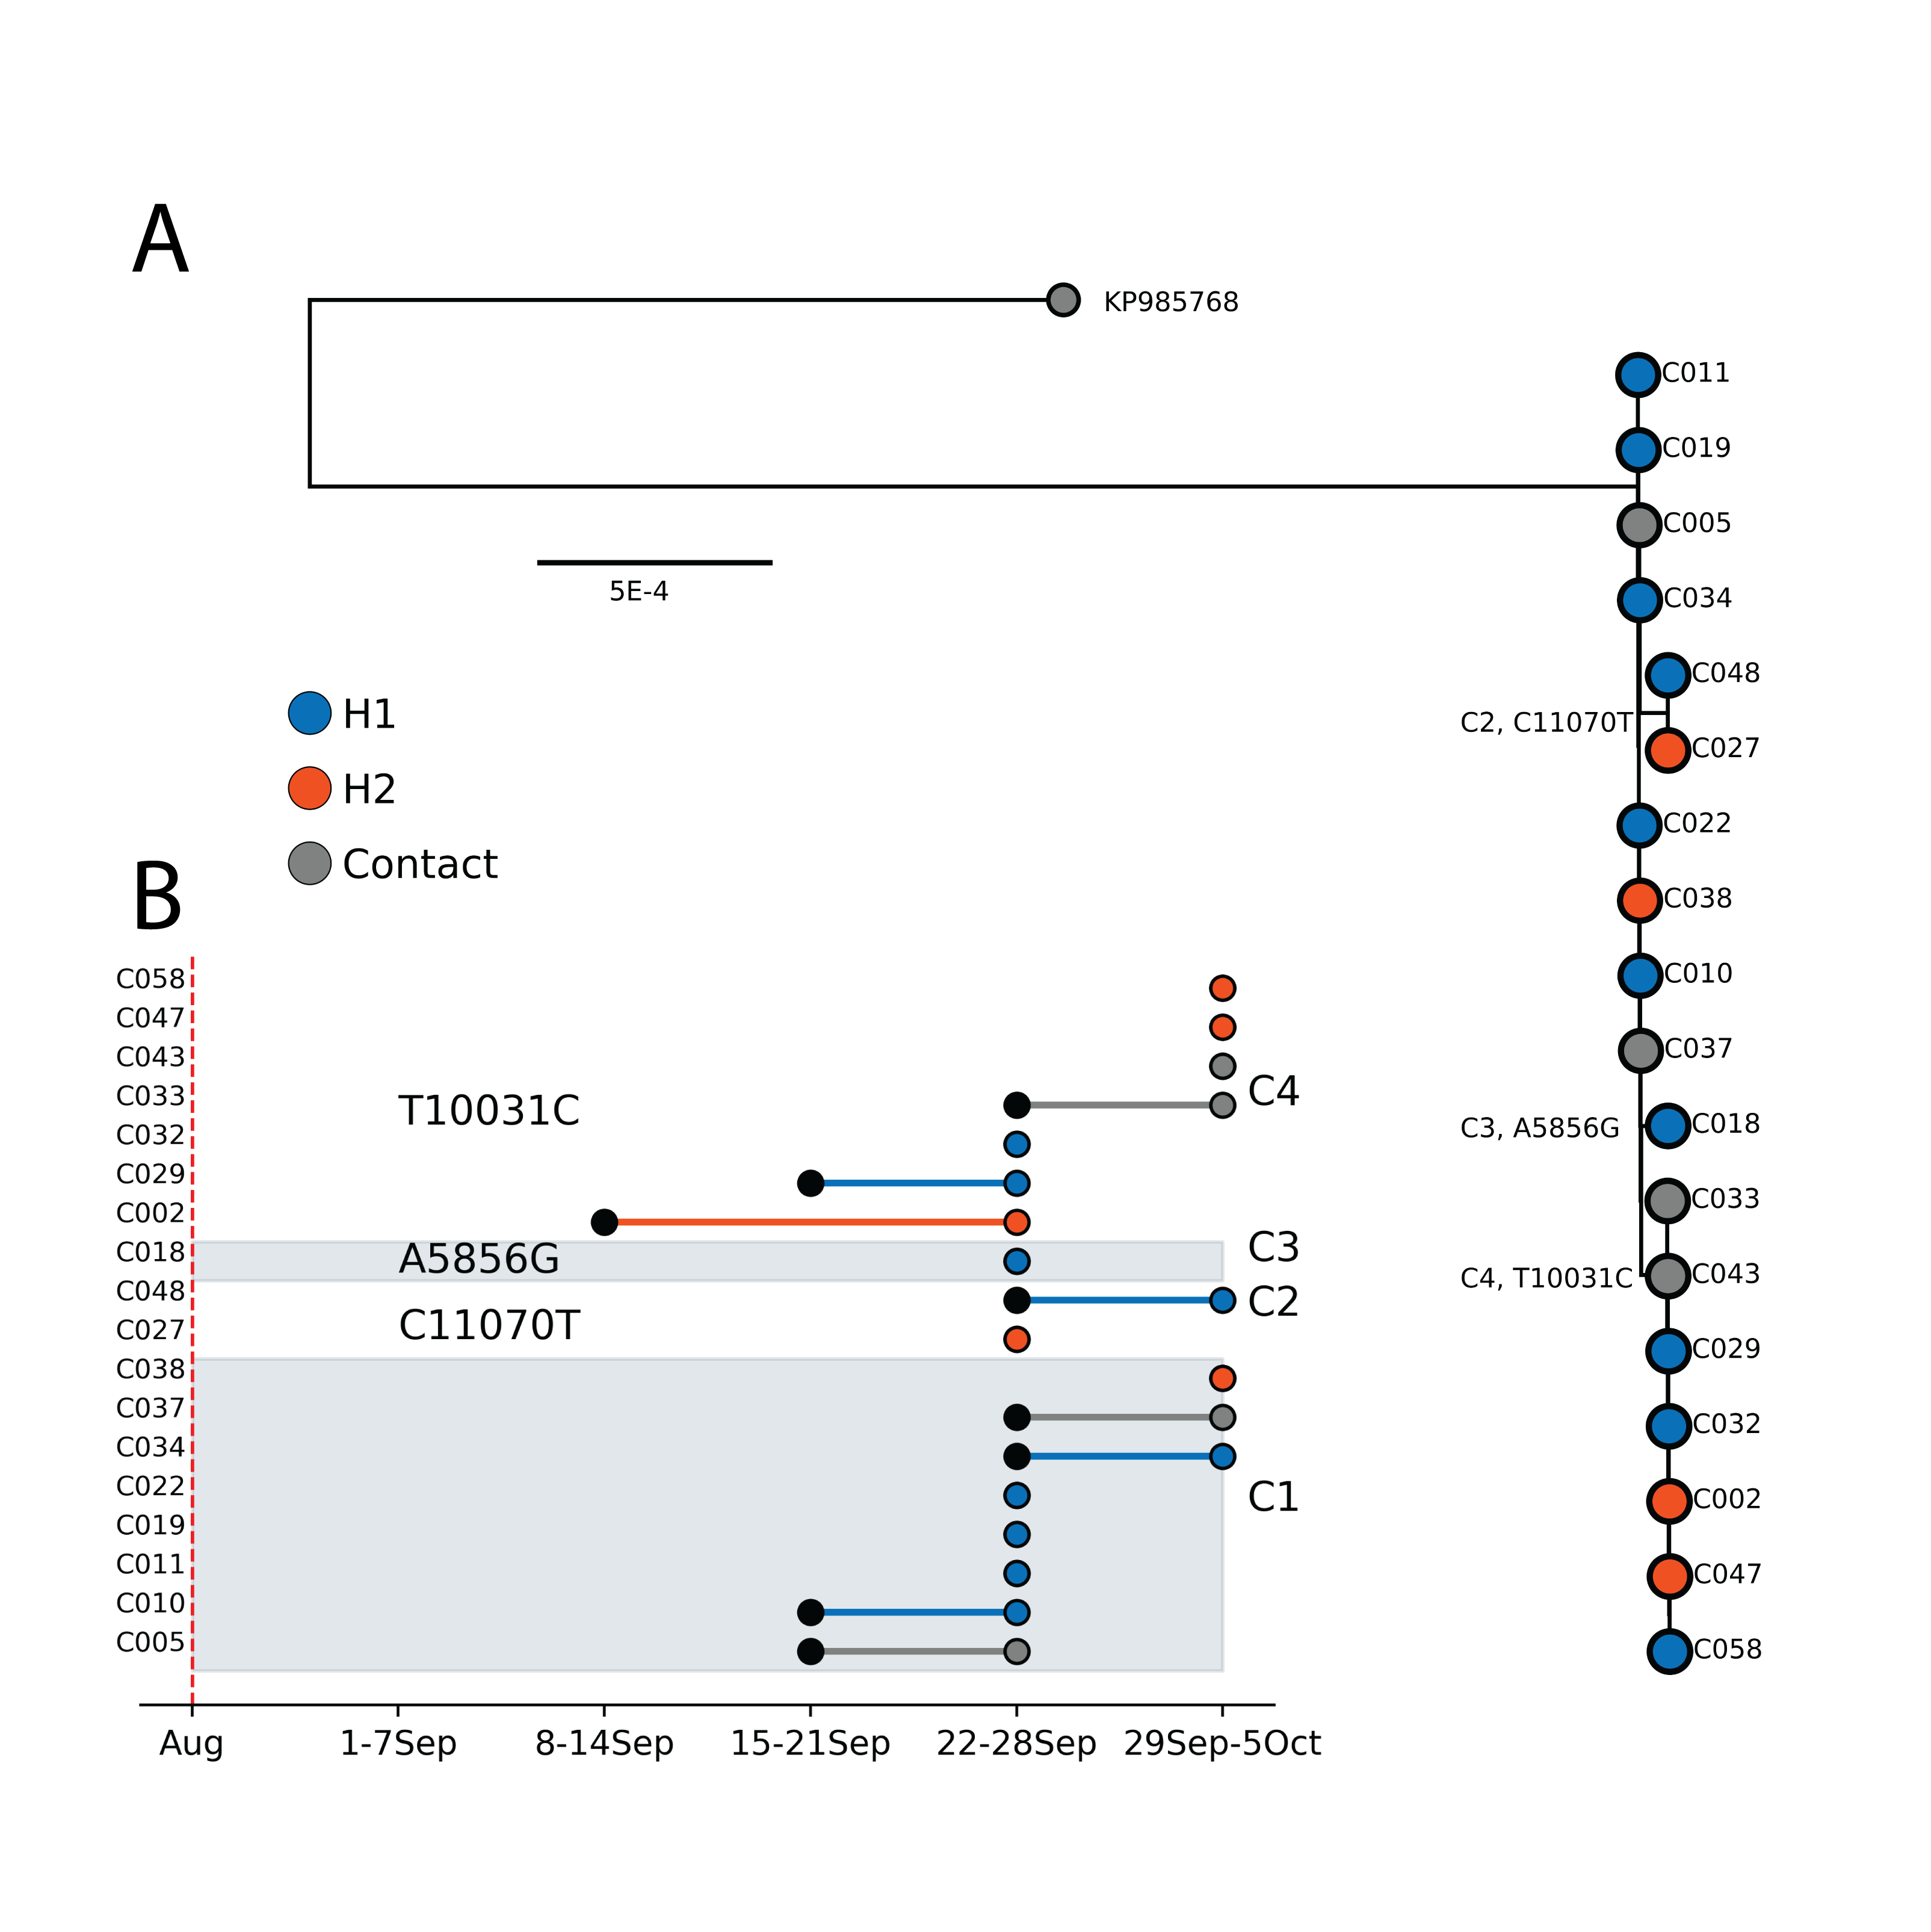 A
KP985768
C011
C019
C005
5E-4
C034
H1
H2
Contact
C048
C2, C11070T
C027
C022
C038
C010
C037
C3, A5856G
C018
C033
C4, T10031C
C043
C029
C032
C002
C047
C058
B
C058
C047
C043
C033
C032
C029
C002
C018
C048
C027
C038
C037
C034
C022
C019
C011
C010
C005
T10031C
A5856G
C11070T
C4
C3
C2
C1
Aug
1-7Sep
8-14Sep
15-21Sep
22-28Sep
29Sep-5Oct